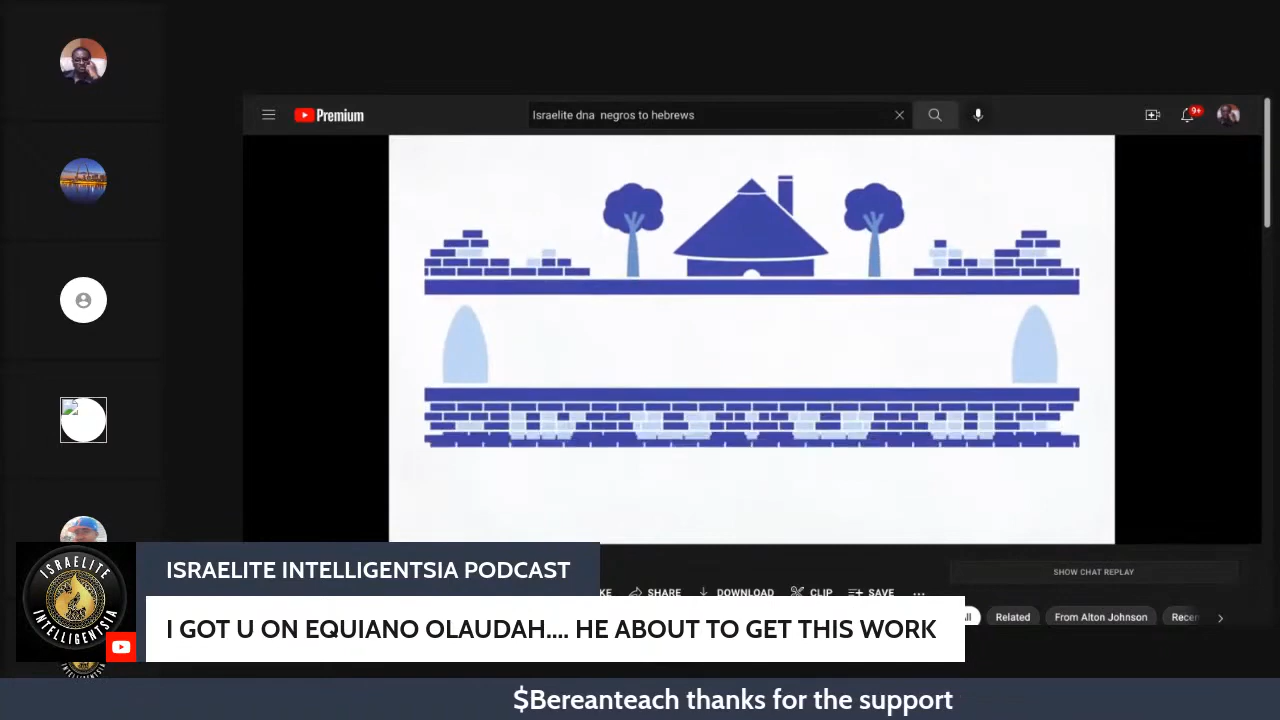 Premium
Israelite dna negros to hebrews
9+
SHOW CHAT REPLAY
KE SHARE DOWNLOAD CLIP SAVE ...
Related From Alton Johnson
ISRAELITE
INTELLIGENTSIA
ISRAELITE INTELLIGENTSIA PODCAST
I GOT U ON EQUIANO OLAUDAH.... HE ABOUT TO GET THIS WORK
$Bereanteach thanks for the support